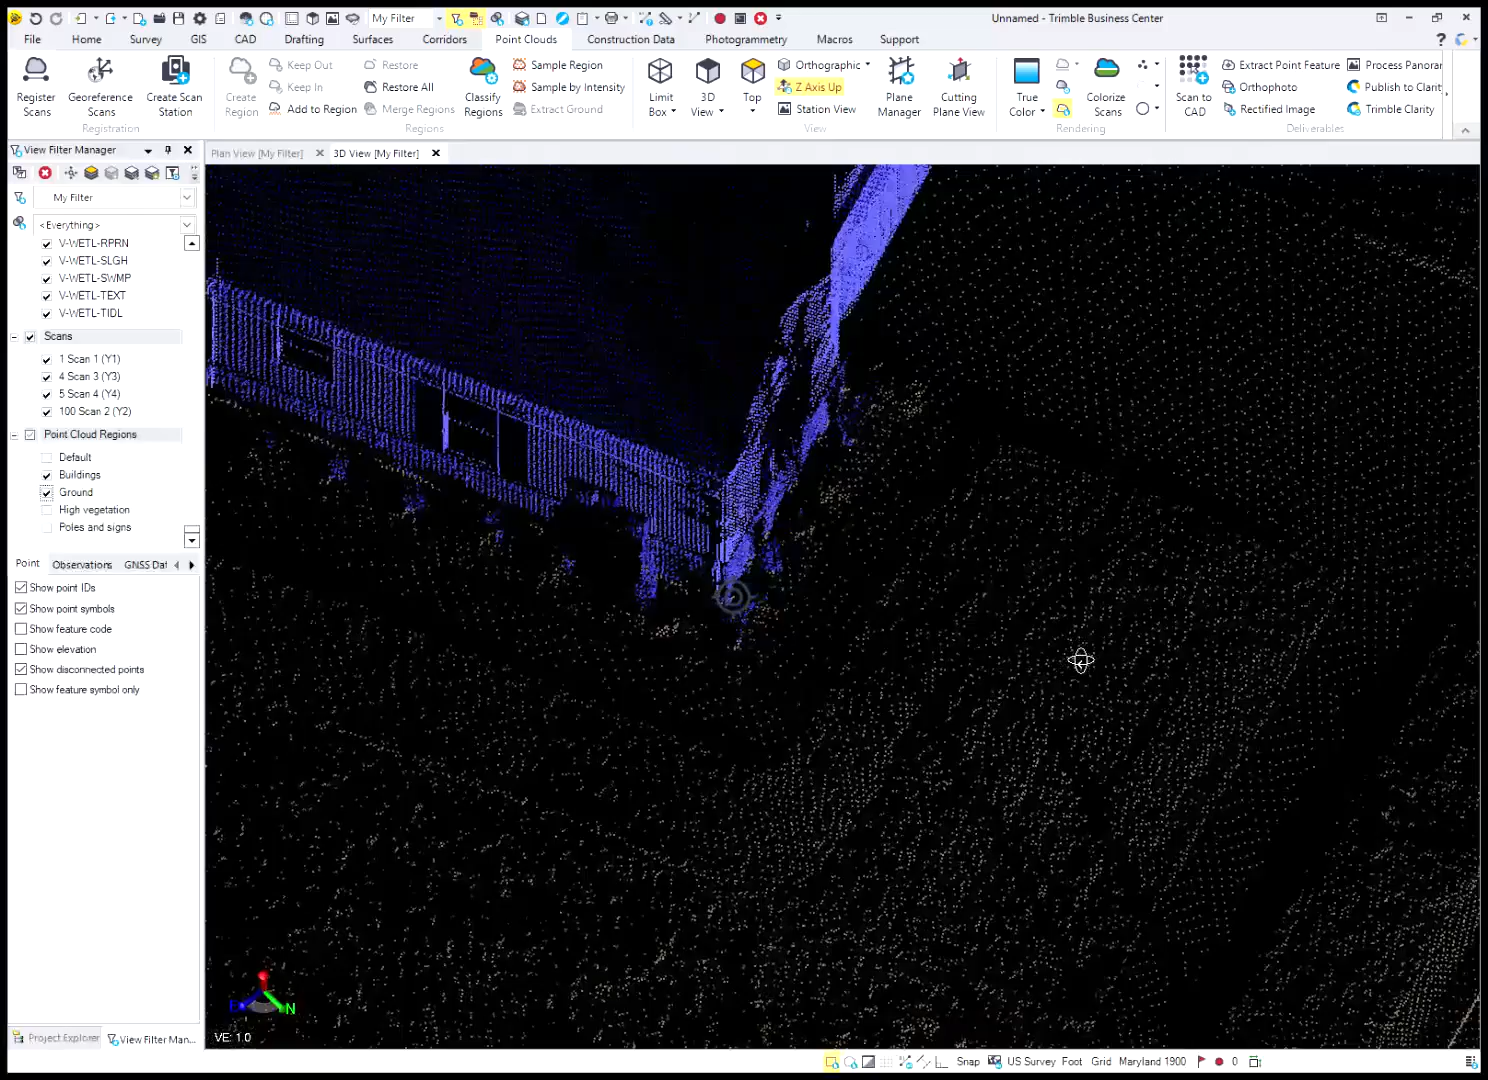 My Filter
Unnamed - Trimble Business Center
File
Home
Survey
GIS
CAD
Drafting
Surfaces
Corridors
Point Clouds
Construction Data
Photogrammetry
Macros
Support
Register Scans
Georeference Scans
Create Scan Station
Registration
Create Region
Keep Out
Keep In
Add to Region
Restore
Restore All
Merge Regions
Regions
Classify Regions
Sample Region
Sample by Intensity
Extract Ground
Limit Box
3D View
Top
Orthographic
Z Axis Up
Station View
View
Plane Manager
Cutting Plane View
True Color
Colorize Scans
Rendering
Scan to CAD
Extract Point Feature
Orthophoto
Rectified Image
Process Panorar
Publish to Clarit
Trimble Clarity
Deliverables
View Filter Manager
Plan View [My Filter]
3D View [My Filter]
My Filter
<Everything>
V-WETL-RPRN
V-WETL-SLGH
V-WETL-SWMP
V-WETL-TEXT
V-WETL-TIDL
Scans
1 Scan 1 (Y1)
4 Scan 3 (Y3)
5 Scan 4 (Y4)
100 Scan 2 (Y2)
Point Cloud Regions
Default
Buildings
Ground
High vegetation
Poles and signs
Point
Observations
GNSS Dat
Show point IDs
Show point symbols
Show feature code
Show elevation
Show disconnected points
Show feature symbol only
E
N
VE: 1.0
Project Explorer
View Filter Man...
Snap
US Survey Foot
Grid
Maryland 1900
0